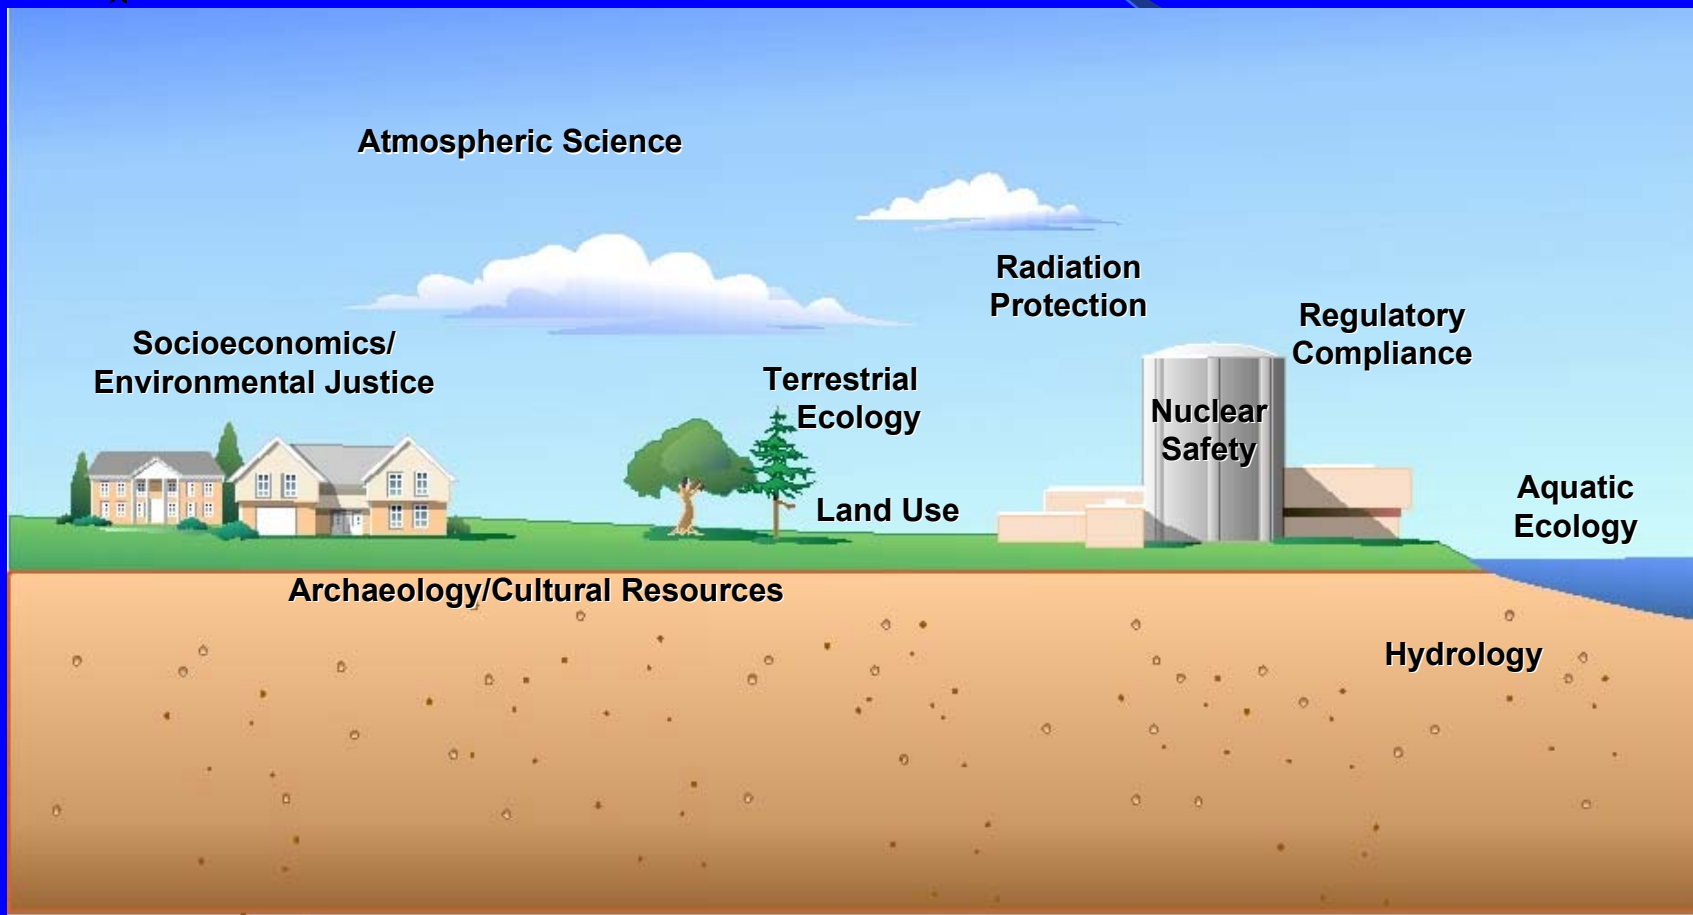 Atmospheric Science
Radiation
Protection
Regulatory
Compliance
Socioeconomics/
Environmental Justice
Terrestrial
Ecology
Nuclear
Safety
Land Use
Aquatic
Ecology
Archaeology/Cultural Resources
Hydrology